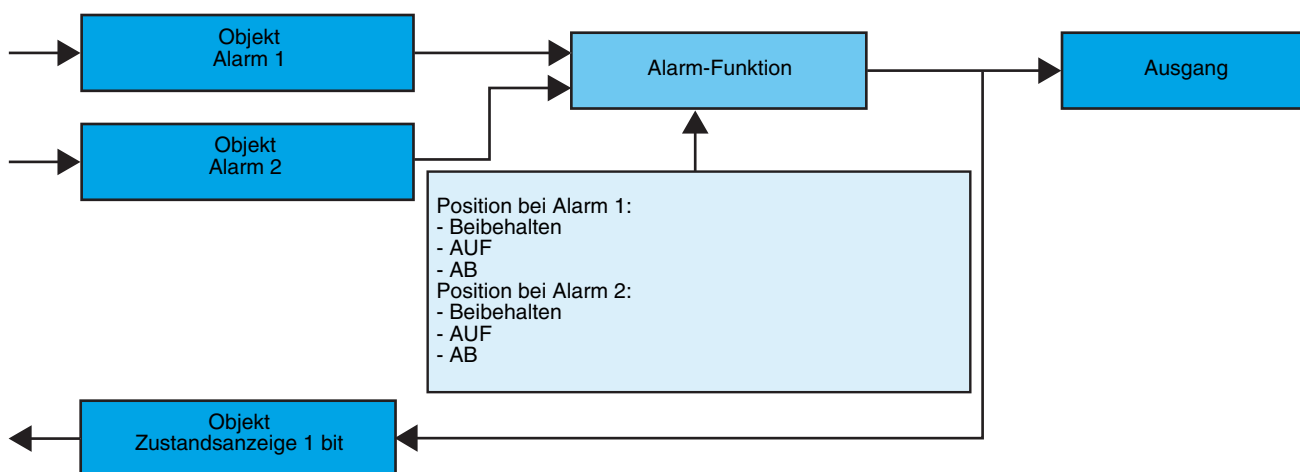 Objekt
Alarm 1
Alarm-Funktion
Ausgang
Objekt
Alarm 2
Position bei Alarm 1:
- Beibehalten
- AUF
- AB
Position bei Alarm 2:
- Beibehalten
- AUF
- AB
Objekt
Zustandsanzeige 1 bit